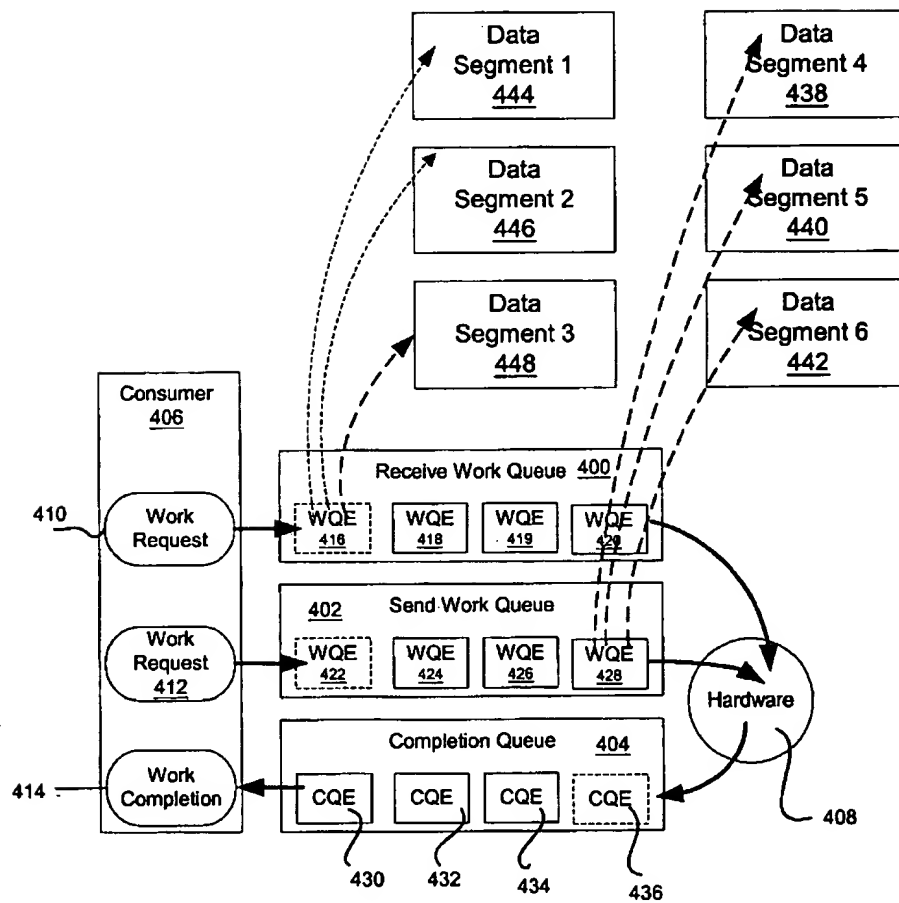 Data
Segment 1
444
Data
Segment 4
438
Data
Segment 2
446
Data
Segment 5
440
Data
Segment 3
448
Data
Segment 6
442
Consumer
406
Receive Work Queue 400
410
Work
Request
WQE
416
WQE
418
WQE
419
WQE
420
402 Send Work Queue
Work
Request
412
WQE
422
WQE
424
WQE
426
WQE
428
Hardware
Completion Queue 404
414
Work
Completion
CQE
CQE
CQE
CQE
408
430
432
434
436